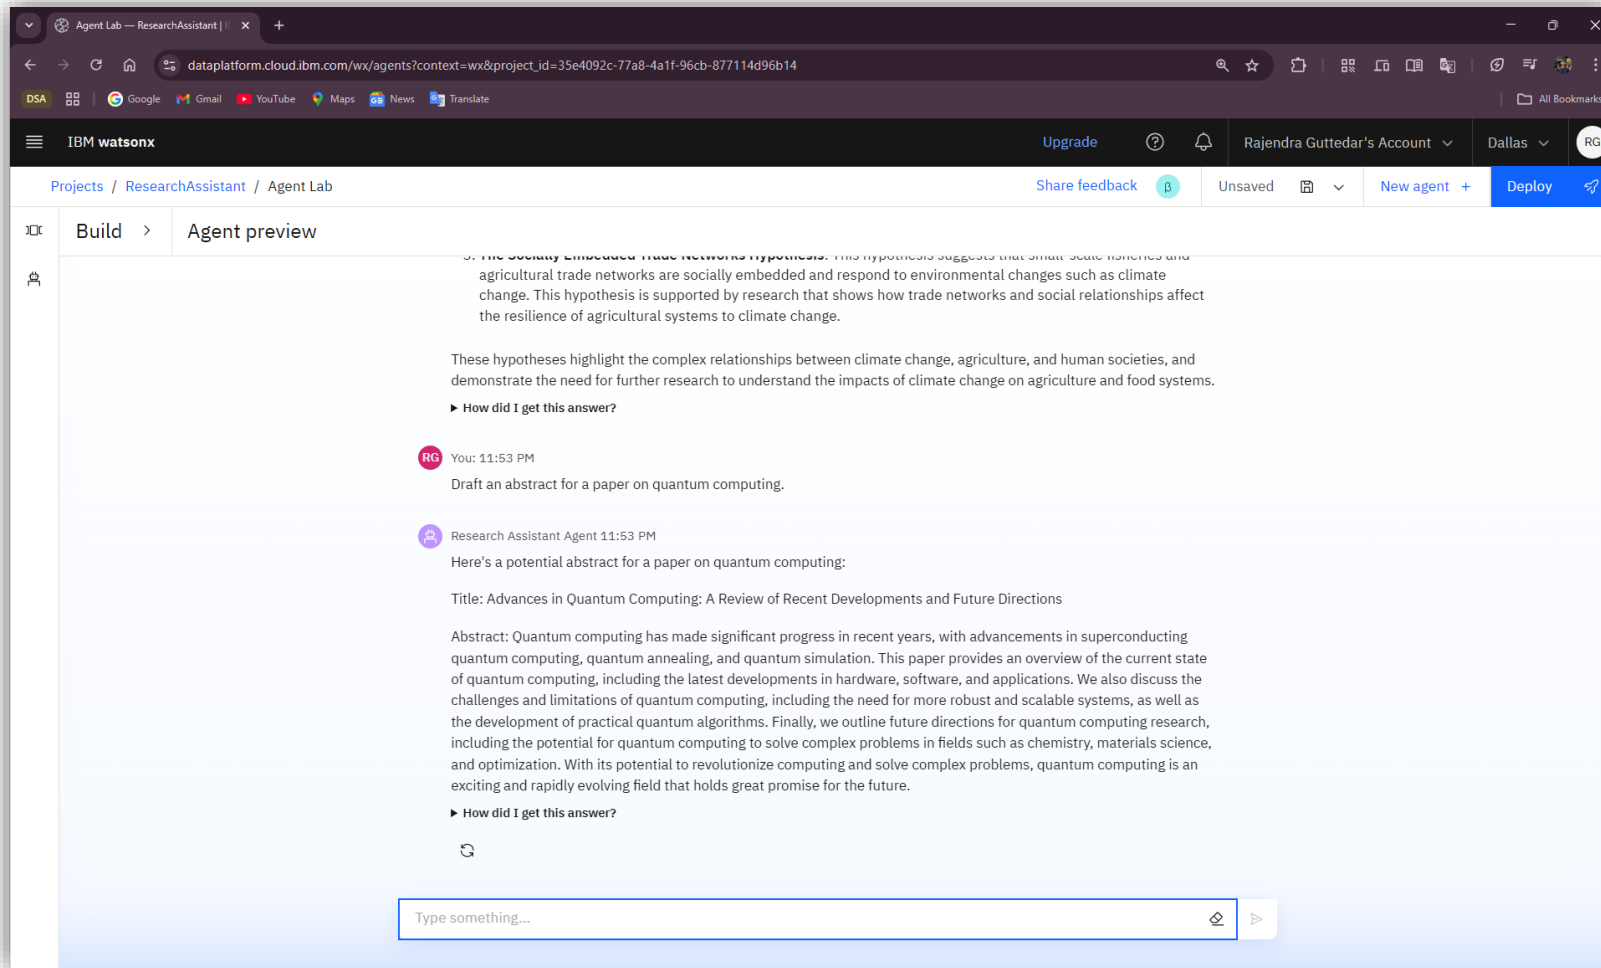 Agent Lab — ResearchAssistant |
dataplatform.cloud.ibm.com/wx/agents?context=wx&project_id=35e4092c-77a8-4a1f-96cb-877114d96b14
DSA Google Gmail YouTube Maps News Translate All Bookmarks
IBM watsonx Upgrade Rajendra Guttedar's Account Dallas RG
Projects / ResearchAssistant / Agent Lab Share feedback β Unsaved New agent + Deploy
Build > Agent preview
The Socially Embedded Trade Networks Hypothesis: This hypothesis suggests that small-scale fisheries and
agricultural trade networks are socially embedded and respond to environmental changes such as climate
change. This hypothesis is supported by research that shows how trade networks and social relationships affect
the resilience of agricultural systems to climate change.
These hypotheses highlight the complex relationships between climate change, agriculture, and human societies, and
demonstrate the need for further research to understand the impacts of climate change on agriculture and food systems.
How did I get this answer?
RG You: 11:53 PM
Draft an abstract for a paper on quantum computing.
Research Assistant Agent 11:53 PM
Here's a potential abstract for a paper on quantum computing:
Title: Advances in Quantum Computing: A Review of Recent Developments and Future Directions
Abstract: Quantum computing has made significant progress in recent years, with advancements in superconducting
quantum computing, quantum annealing, and quantum simulation. This paper provides an overview of the current state
of quantum computing, including the latest developments in hardware, software, and applications. We also discuss the
challenges and limitations of quantum computing, including the need for more robust and scalable systems, as well as
the development of practical quantum algorithms. Finally, we outline future directions for quantum computing research,
including the potential for quantum computing to solve complex problems in fields such as chemistry, materials science,
and optimization. With its potential to revolutionize computing and solve complex problems, quantum computing is an
exciting and rapidly evolving field that holds great promise for the future.
How did I get this answer?
Type something...